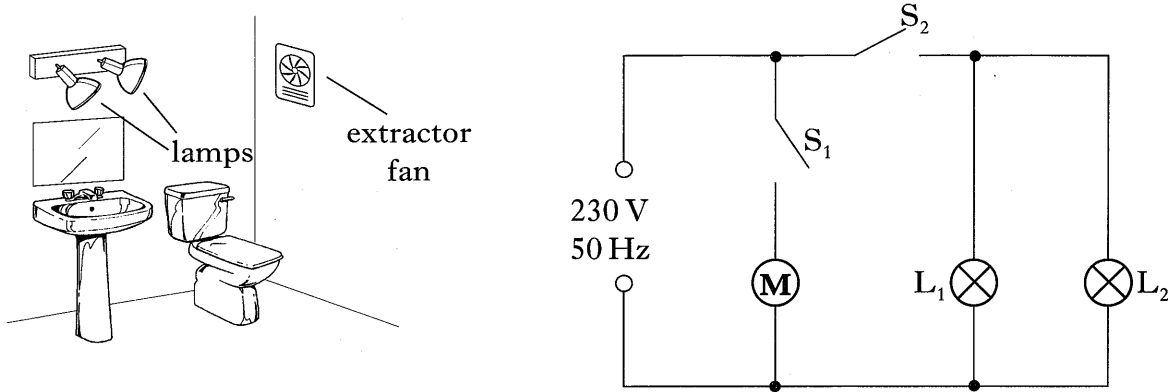 lamps
extractor
fan
S₂
S₁
230 V
50 Hz
M
L₁
L₂